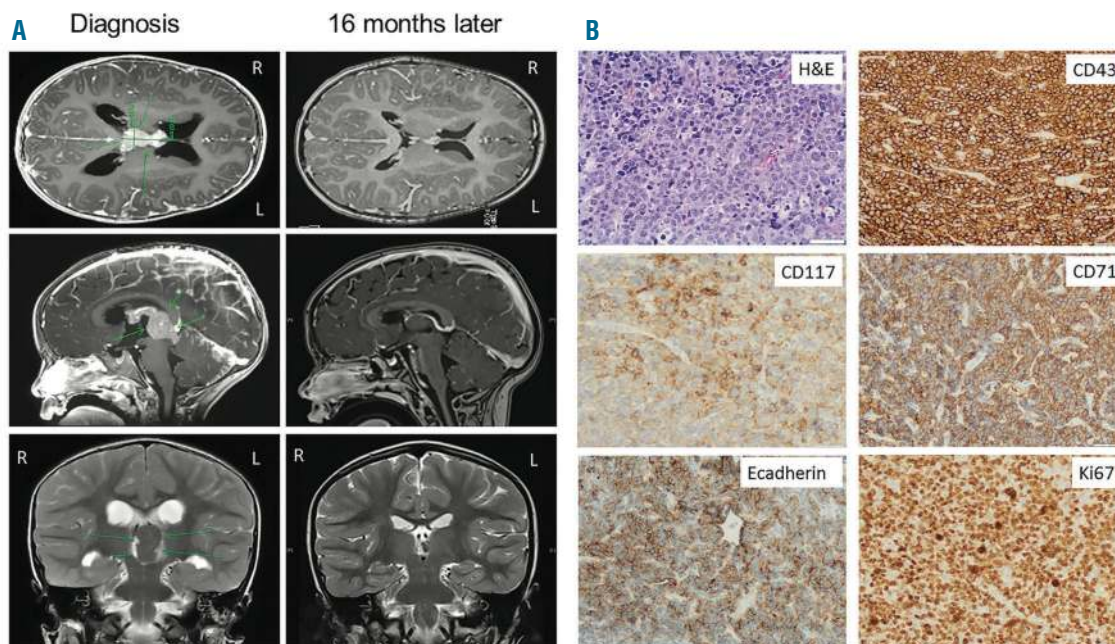 A
Diagnosis
16 months later
R
L
R
L
R
L
R
L
B
H&E
CD43
CD117
CD71
Ecadherin
Ki67